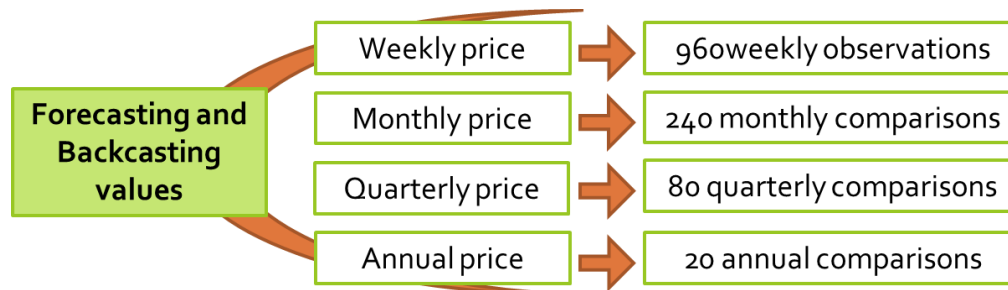 Forecasting and
Backcasting
values
Weekly price
960weekly observations
Monthly price
240 monthly comparisons
Quarterly price
80 quarterly comparisons
Annual price
20 annual comparisons